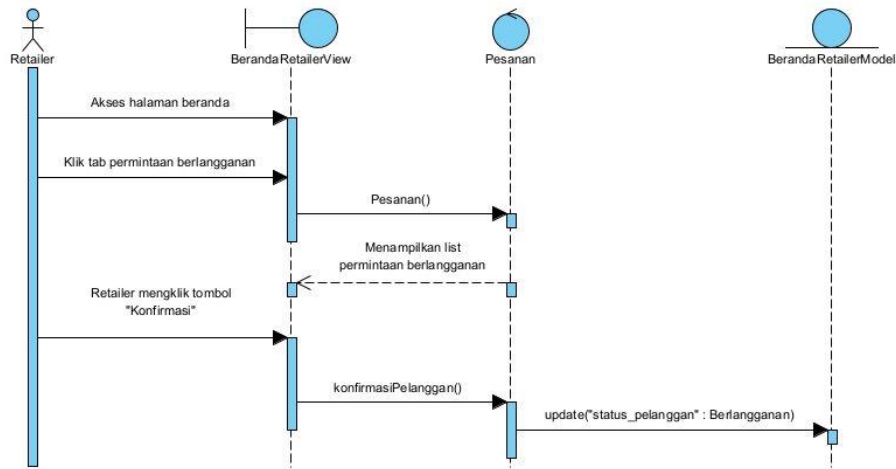 Retailer
BerandaRetailerView
Pesanan
BerandaRetailerModel
Akses halaman beranda
Klik tab permintaan berlangganan
Pesanan()
Menampilkan list
permintaan berlangganan
Retailer mengklik tombol
"Konfirmasi"
konfirmasiPelanggan()
update("status_pelanggan" : Berlangganan)